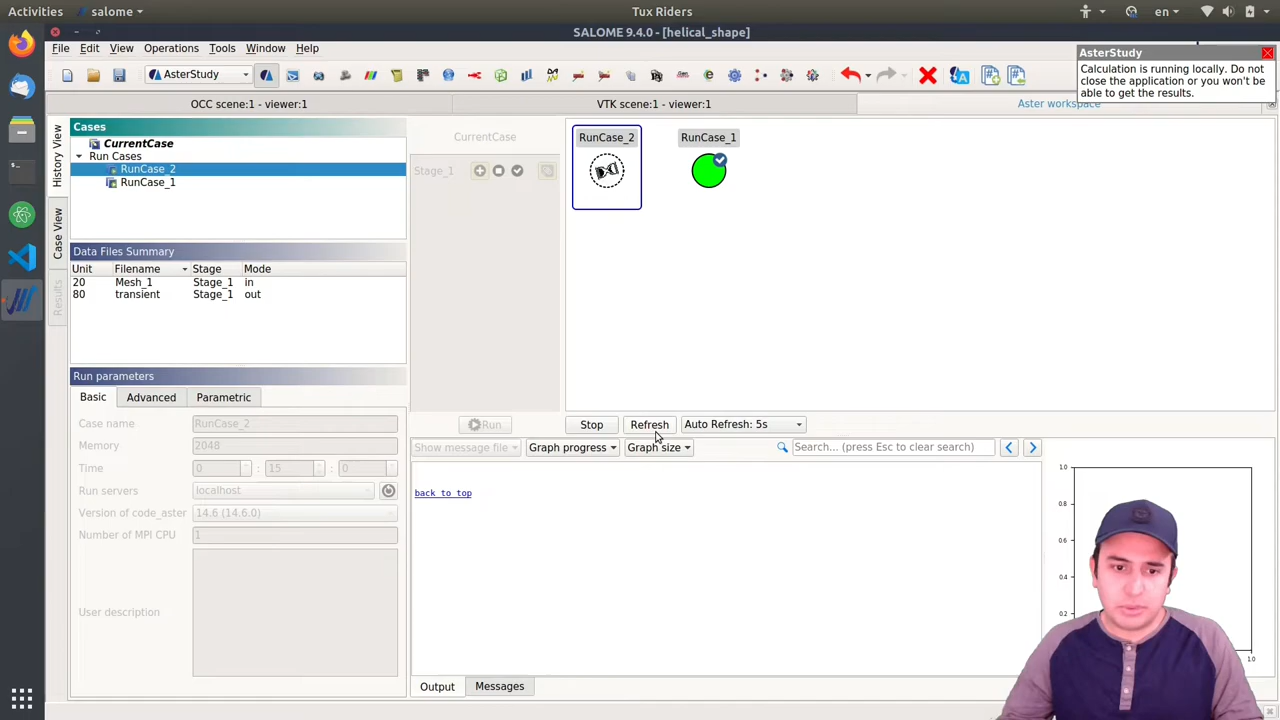 Activities
salome
Tux Riders
en
SALOME 9.4.0 - [helical_shape]
File Edit View Operations Tools Window Help
AsterStudy
AsterStudy
Calculation is running locally. Do not
close the application or you won't be
able to get the results.
OCC scene:1 - viewer:1
VTK scene:1 - viewer:1
Aster workspace
History View
Case View
Results
Cases
CurrentCase
Run Cases
RunCase_2
RunCase_1
CurrentCase
Stage_1
RunCase_2
RunCase_1
Data Files Summary
Unit Filename Stage Mode
20 Mesh_1 Stage_1 in
80 transient Stage_1 out
Run parameters
Basic Advanced Parametric
Case name RunCase_2
Memory 2048
Time 0 : 15 : 0
Run servers localhost
Version of code_aster 14.6 (14.6.0)
Number of MPI CPU 1
User description
Run
Stop
Refresh
Auto Refresh: 5s
Show message file
Graph progress
Graph size
Search... (press Esc to clear search)
back to top
1.0
0.8
0.6
0.4
0.2
1.0
Output Messages